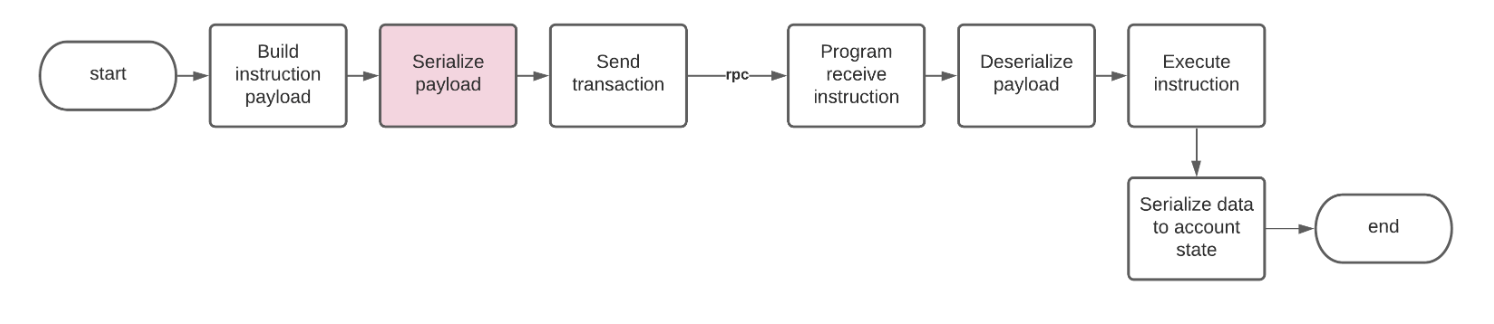 start
Build
instruction
payload
Serialize
payload
Send
transaction
rpc
Program
receive
instruction
Deserialize
payload
Execute
instruction
Serialize data
to account
state
end